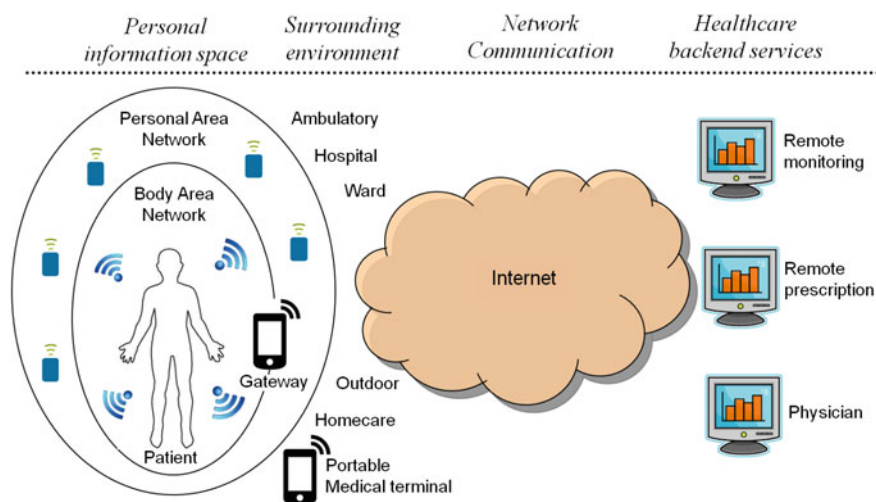 Personal
information space
Surrounding
environment
Network
Communication
Healthcare
backend services
Personal Area
Network
Body Area
Network
Patient
Gateway
Ambulatory
Hospital
Ward
Outdoor
Homecare
Portable
Medical terminal
Internet
Remote
monitoring
Remote
prescription
Physician